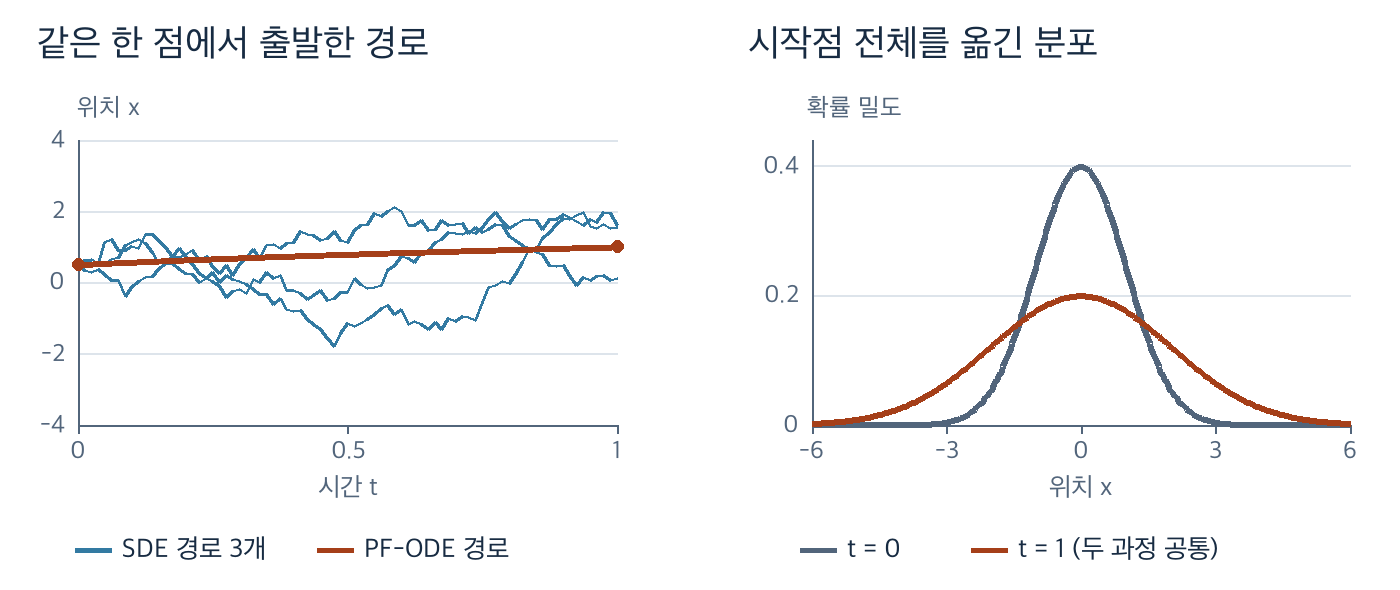 같은 한 점에서 출발한 경로
위치 x
4
2
0
−2
−4
0
0.5
1
시간 t
SDE 경로 3개
PF-ODE 경로
시작점 전체를 옮긴 분포
확률 밀도
0.4
0.2
0
−6
−3
0
3
6
위치 x
t = 0
t = 1 (두 과정 공통)